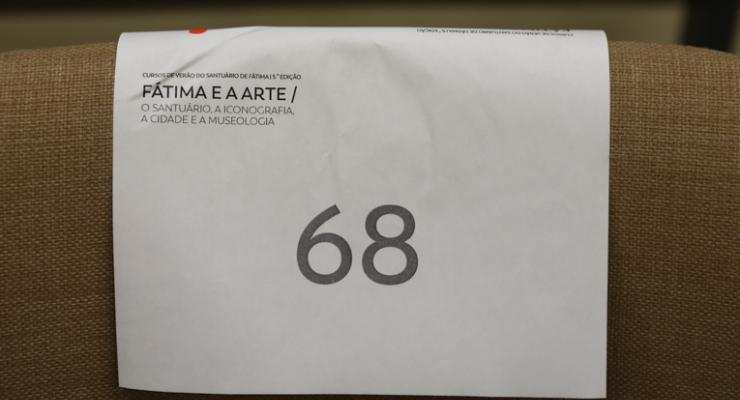 CURSOS DE VERÃO DO SANTUÁRIO DE FÁTIMA | 5.ª EDIÇÃO
FÁTIMA E A ARTE /
O SANTUÁRIO, A ICONOGRAFIA,
A CIDADE E A MUSEOLOGIA
68